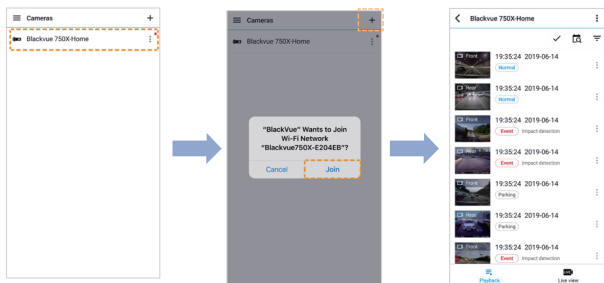 Cameras
Blackvue 750X-Home
Cameras
Blackvue 750X-Home
"BlackVue" Wants to Join
Wi-Fi Network
"Blackvue750X-E204EB"?
Cancel
Join
Blackvue 750X-Home
Front
19:35:24 2019-06-14
Normal
Rear
19:35:24 2019-06-14
Normal
Front
19:35:24 2019-06-14
Event Impact detection
Rear
19:35:24 2019-06-14
Event Impact detection
Front
19:35:24 2019-06-14
Parking
Rear
19:35:24 2019-06-14
Parking
Front
19:35:24 2019-06-14
Event Impact detection
Playback
Live view